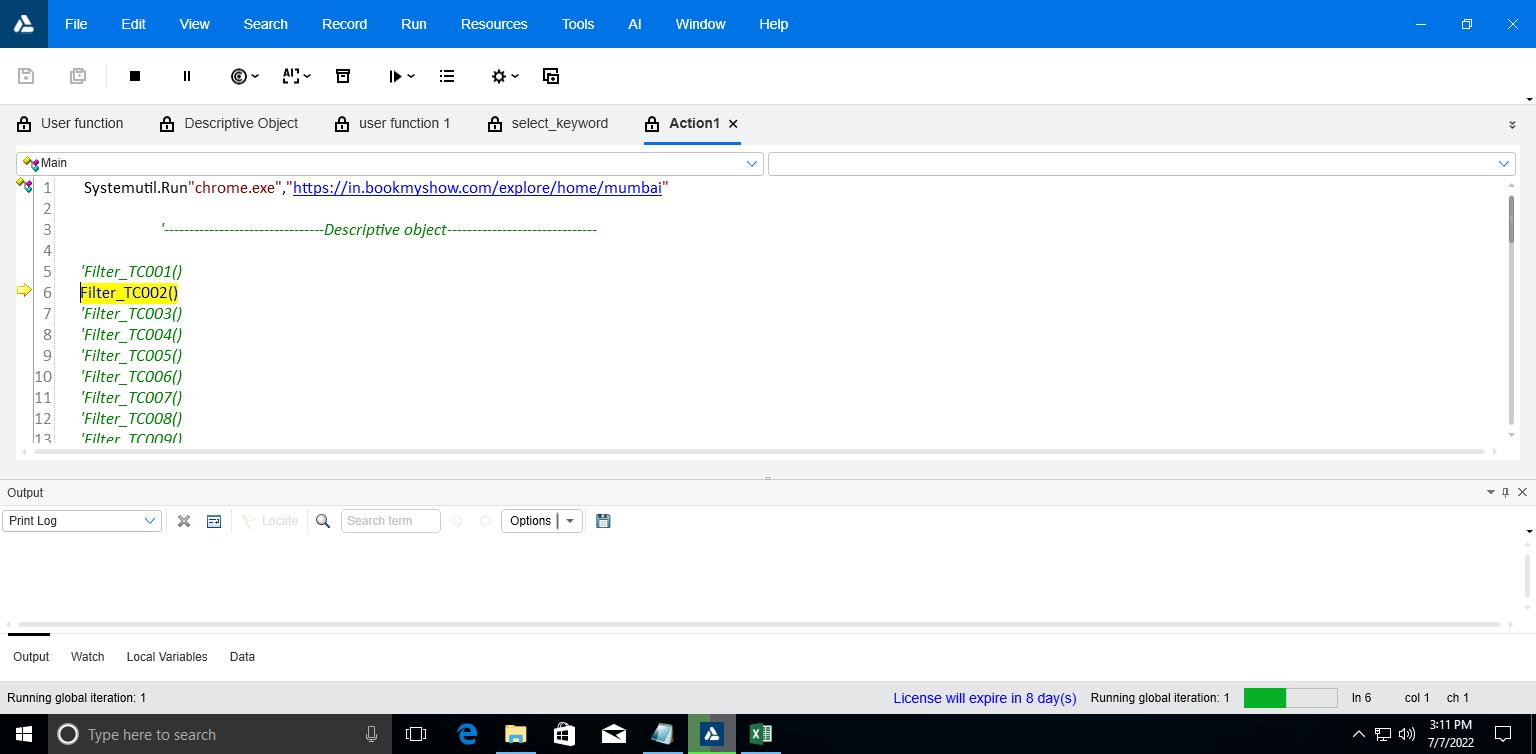 File Edit View Search Record Run Resources Tools AI Window Help
User function Descriptive Object user function 1 select_keyword Action1
Main
1 Systemutil.Run"chrome.exe","https://in.bookmyshow.com/explore/home/mumbai"
2
3 '--------------------------------Descriptive object------------------------------
4
5 'Filter_TC001()
6 Filter_TC002()
7 'Filter_TC003()
8 'Filter_TC004()
9 'Filter_TC005()
10 'Filter_TC006()
11 'Filter_TC007()
12 'Filter_TC008()
13 'Filter_TC009()
Output
Print Log Locate Search term Options
Output Watch Local Variables Data
Running global iteration: 1 License will expire in 8 day(s) Running global iteration: 1 ln 6 col 1 ch 1
Type here to search 3:11 PM
7/7/2022